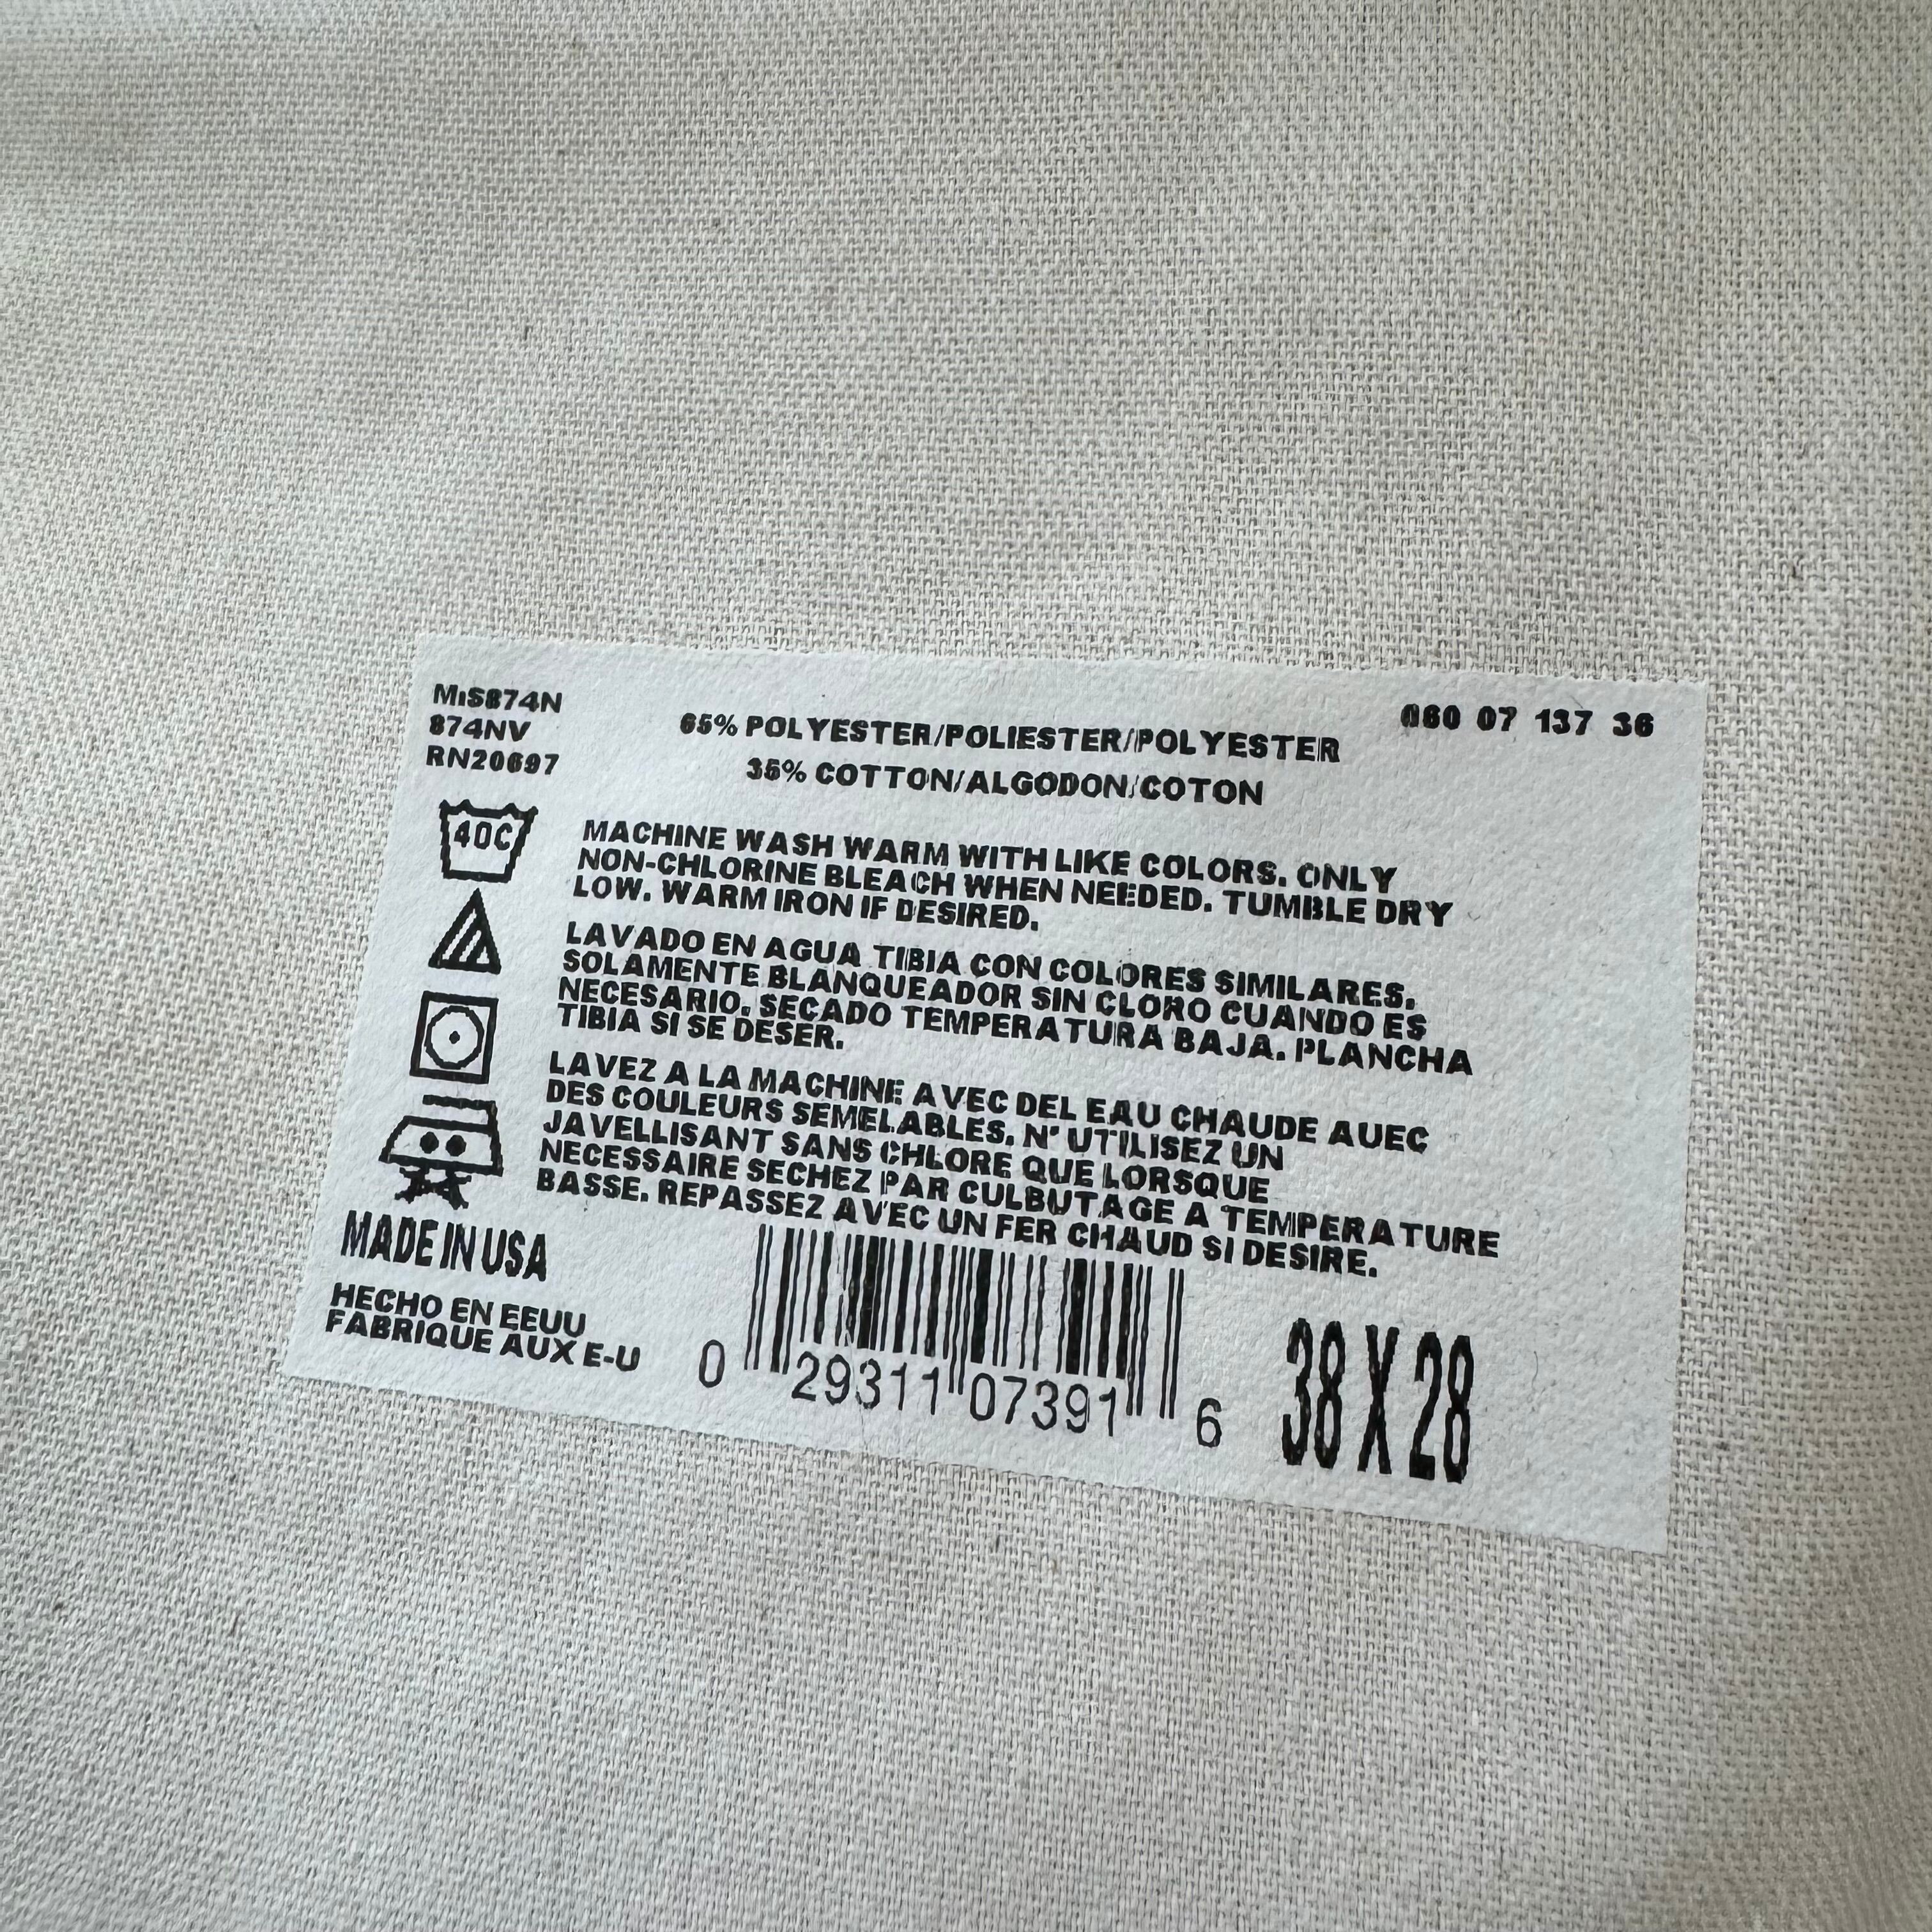 MIS874N
874NV
RN20697
65% POLYESTER/POLIESTER/POLYESTER
35% COTTON/ALGODON/COTON
060 07 137 36
40C
MACHINE WASH WARM WITH LIKE COLORS. ONLY
NON-CHLORINE BLEACH WHEN NEEDED. TUMBLE DRY
LOW. WARM IRON IF DESIRED.
LAVADO EN AGUA TIBIA CON COLORES SIMILARES.
SOLAMENTE BLANQUEADOR SIN CLORO CUANDO ES
NECESARIO. SECADO TEMPERATURA BAJA. PLANCHA
TIBIA SI SE DESER.
LAVEZ A LA MACHINE AVEC DEL EAU CHAUDE AUEC
DES COULEURS SEMELABLES. N' UTILISEZ UN
JAVELLISANT SANS CHLORE QUE LORSQUE
NECESSAIRE SECHEZ PAR CULBUTAGE A TEMPERATURE
BASSE. REPASSEZ AVEC UN FER CHAUD SI DESIRE.
MADE IN USA
HECHO EN EEUU
FABRIQUE AUX E-U
0 29311 07391 6
38 X 28